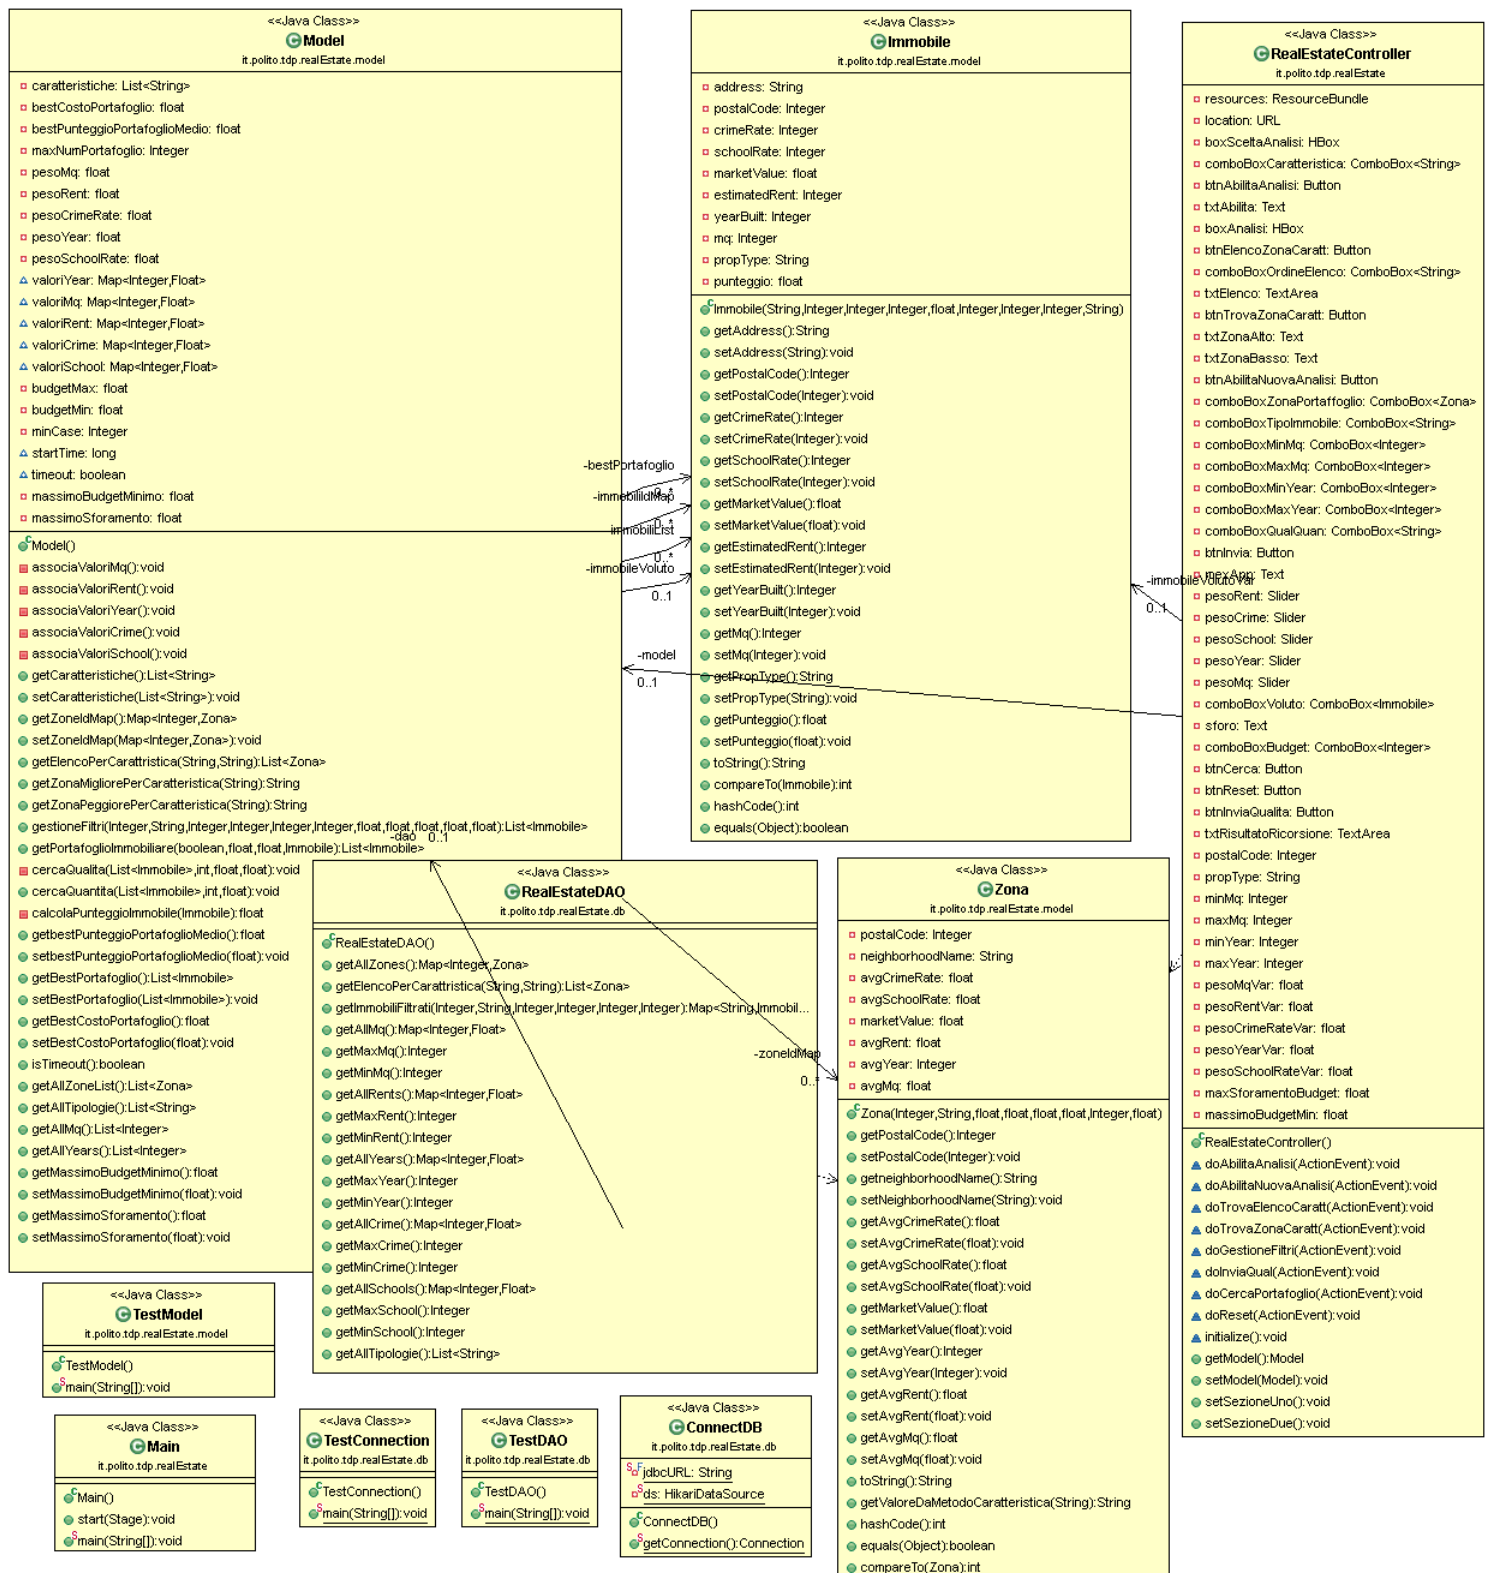 <<Java Class>>
Model
it.polito.tdp.realEstate.model
caratteristiche: List<String>
bestCostoPortafoglio: float
bestPunteggioPortafoglioMedio: float
maxNumPortafoglio: Integer
pesoMq: float
pesoRent: float
pesoCrimeRate: float
pesoYear: float
pesoSchoolRate: float
valoriYear: Map<Integer,Float>
valoriMq: Map<Integer,Float>
valoriRent: Map<Integer,Float>
valoriCrime: Map<Integer,Float>
valoriSchool: Map<Integer,Float>
budgetMax: float
budgetMin: float
minCase: Integer
startTime: long
timeout: boolean
massimoBudgetMinimo: float
massimoSforamento: float
Model()
associaValoriMq():void
associaValoriRent():void
associaValoriYear():void
associaValoriCrime():void
associaValoriSchool():void
getCaratteristiche():List<String>
setCaratteristiche(List<String>):void
getZoneIdMap():Map<Integer,Zona>
setZoneIdMap(Map<Integer,Zona>):void
getElencoPerCarattristica(String,String):List<Zona>
getZonaMigliorePerCaratteristica(String):String
getZonaPeggiorePerCaratteristica(String):String
gestioneFiltri(Integer,String,Integer,Integer,Integer,Integer,float,float,float,float,float):List<Immobile>
getPortafoglioImmobiliare(boolean,float,float,Immobile):List<Immobile>
cercaQualita(List<Immobile>,int,float,float):void
cercaQuantita(List<Immobile>,int,float):void
calcolaPunteggioImmobile(Immobile):float
getbestPunteggioPortafoglioMedio():float
setbestPunteggioPortafoglioMedio(float):void
getBestPortafoglio():List<Immobile>
setBestPortafoglio(List<Immobile>):void
getBestCostoPortafoglio():float
setBestCostoPortafoglio(float):void
isTimeout():boolean
getAllZoneList():List<Zona>
getAllTipologie():List<String>
getAllMq():List<Integer>
getAllYears():List<Integer>
getMassimoBudgetMinimo():float
setMassimoBudgetMinimo(float):void
getMassimoSforamento():float
setMassimoSforamento(float):void
-bestPortafoglio
0..*
-immobiliIdMap
0..*
immobiliList
0..*
-immobileVoluto
0..1
-model
0..1
<<Java Class>>
Immobile
it.polito.tdp.realEstate.model
address: String
postalCode: Integer
crimeRate: Integer
schoolRate: Integer
marketValue: float
estimatedRent: Integer
yearBuilt: Integer
mq: Integer
propType: String
punteggio: float
Immobile(String,Integer,Integer,Integer,float,Integer,Integer,Integer,String)
getAddress():String
setAddress(String):void
getPostalCode():Integer
setPostalCode(Integer):void
getCrimeRate():Integer
setCrimeRate(Integer):void
getSchoolRate():Integer
setSchoolRate(Integer):void
getMarketValue():float
setMarketValue(float):void
getEstimatedRent():Integer
setEstimatedRent(Integer):void
getYearBuilt():Integer
setYearBuilt(Integer):void
getMq():Integer
setMq(Integer):void
getPropType():String
setPropType(String):void
getPunteggio():float
setPunteggio(float):void
toString():String
compareTo(Immobile):int
hashCode():int
equals(Object):boolean
-immobileVolutoVar
0..1
<<Java Class>>
RealEstateController
it.polito.tdp.realEstate
resources: ResourceBundle
location: URL
boxSceltaAnalisi: HBox
comboBoxCaratteristica: ComboBox<String>
btnAbilitaAnalisi: Button
txtAbilita: Text
boxAnalisi: HBox
btnElencoZonaCaratt: Button
comboBoxOrdineElenco: ComboBox<String>
txtElenco: TextArea
btnTrovaZonaCaratt: Button
txtZonaAlto: Text
txtZonaBasso: Text
btnAbilitaNuovaAnalisi: Button
comboBoxZonaPortaffoglio: ComboBox<Zona>
comboBoxTipoImmobile: ComboBox<String>
comboBoxMinMq: ComboBox<Integer>
comboBoxMaxMq: ComboBox<Integer>
comboBoxMinYear: ComboBox<Integer>
comboBoxMaxYear: ComboBox<Integer>
comboBoxQualQuan: ComboBox<String>
btnInvia: Button
mexApp: Text
pesoRent: Slider
pesoCrime: Slider
pesoSchool: Slider
pesoYear: Slider
pesoMq: Slider
comboBoxVoluto: ComboBox<Immobile>
sforo: Text
comboBoxBudget: ComboBox<Integer>
btnCerca: Button
btnReset: Button
btnInviaQualita: Button
txtRisultatoRicorsione: TextArea
postalCode: Integer
propType: String
minMq: Integer
maxMq: Integer
minYear: Integer
maxYear: Integer
pesoMqVar: float
pesoRentVar: float
pesoCrimeRateVar: float
pesoYearVar: float
pesoSchoolRateVar: float
maxSforamentoBudget: float
massimoBudgetMin: float
RealEstateController()
doAbilitaAnalisi(ActionEvent):void
doAbilitaNuovaAnalisi(ActionEvent):void
doTrovaElencoCaratt(ActionEvent):void
doTrovaZonaCaratt(ActionEvent):void
doGestioneFiltri(ActionEvent):void
doInviaQual(ActionEvent):void
doCercaPortafoglio(ActionEvent):void
doReset(ActionEvent):void
initialize():void
getModel():Model
setModel(Model):void
setSezioneUno():void
setSezioneDue():void
-dao 0..1
<<Java Class>>
RealEstateDAO
it.polito.tdp.realEstate.db
RealEstateDAO()
getAllZones():Map<Integer,Zona>
getElencoPerCarattristica(String,String):List<Zona>
getImmobiliFiltrati(Integer,String,Integer,Integer,Integer,Integer):Map<String,Immobil...
getAllMq():Map<Integer,Float>
getMaxMq():Integer
getMinMq():Integer
getAllRents():Map<Integer,Float>
getMaxRent():Integer
getMinRent():Integer
getAllYears():Map<Integer,Float>
getMaxYear():Integer
getMinYear():Integer
getAllCrime():Map<Integer,Float>
getMaxCrime():Integer
getMinCrime():Integer
getAllSchools():Map<Integer,Float>
getMaxSchool():Integer
getMinSchool():Integer
getAllTipologie():List<String>
-zoneIdMap
0..*
<<Java Class>>
Zona
it.polito.tdp.realEstate.model
postalCode: Integer
neighborhoodName: String
avgCrimeRate: float
avgSchoolRate: float
marketValue: float
avgRent: float
avgYear: Integer
avgMq: float
Zona(Integer,String,float,float,float,float,Integer,float)
getPostalCode():Integer
setPostalCode(Integer):void
getneighborhoodName():String
setNeighborhoodName(String):void
getAvgCrimeRate():float
setAvgCrimeRate(float):void
getAvgSchoolRate():float
setAvgSchoolRate(float):void
getMarketValue():float
setMarketValue(float):void
getAvgYear():Integer
setAvgYear(Integer):void
getAvgRent():float
setAvgRent(float):void
getAvgMq():float
setAvgMq(float):void
toString():String
getValoreDaMetodoCaratteristica(String):String
hashCode():int
equals(Object):boolean
compareTo(Zona):int
<<Java Class>>
TestModel
it.polito.tdp.realEstate.model
TestModel()
main(String[]):void
<<Java Class>>
Main
it.polito.tdp.realEstate
Main()
start(Stage):void
main(String[]):void
<<Java Class>>
TestConnection
it.polito.tdp.realEstate.db
TestConnection()
main(String[]):void
<<Java Class>>
TestDAO
it.polito.tdp.realEstate.db
TestDAO()
main(String[]):void
<<Java Class>>
ConnectDB
it.polito.tdp.realEstate.db
jdbcURL: String
ds: HikariDataSource
ConnectDB()
getConnection():Connection